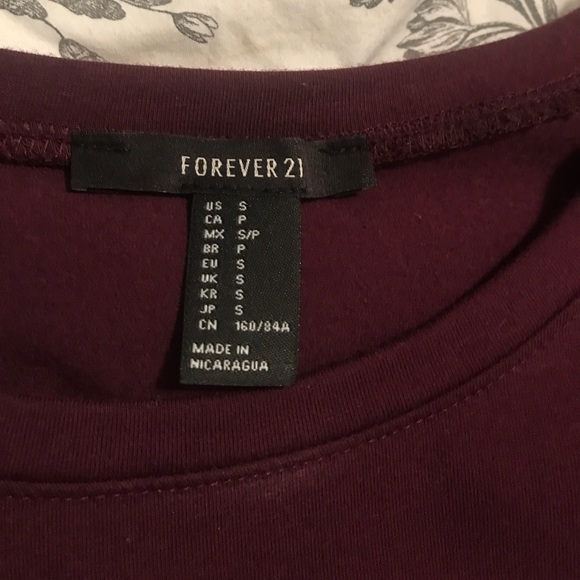 FOREVER 21
US S
CA P
MX S/P
BR P
EU S
UK S
KR S
JP S
CN 160/84A
MADE IN
NICARAGUA